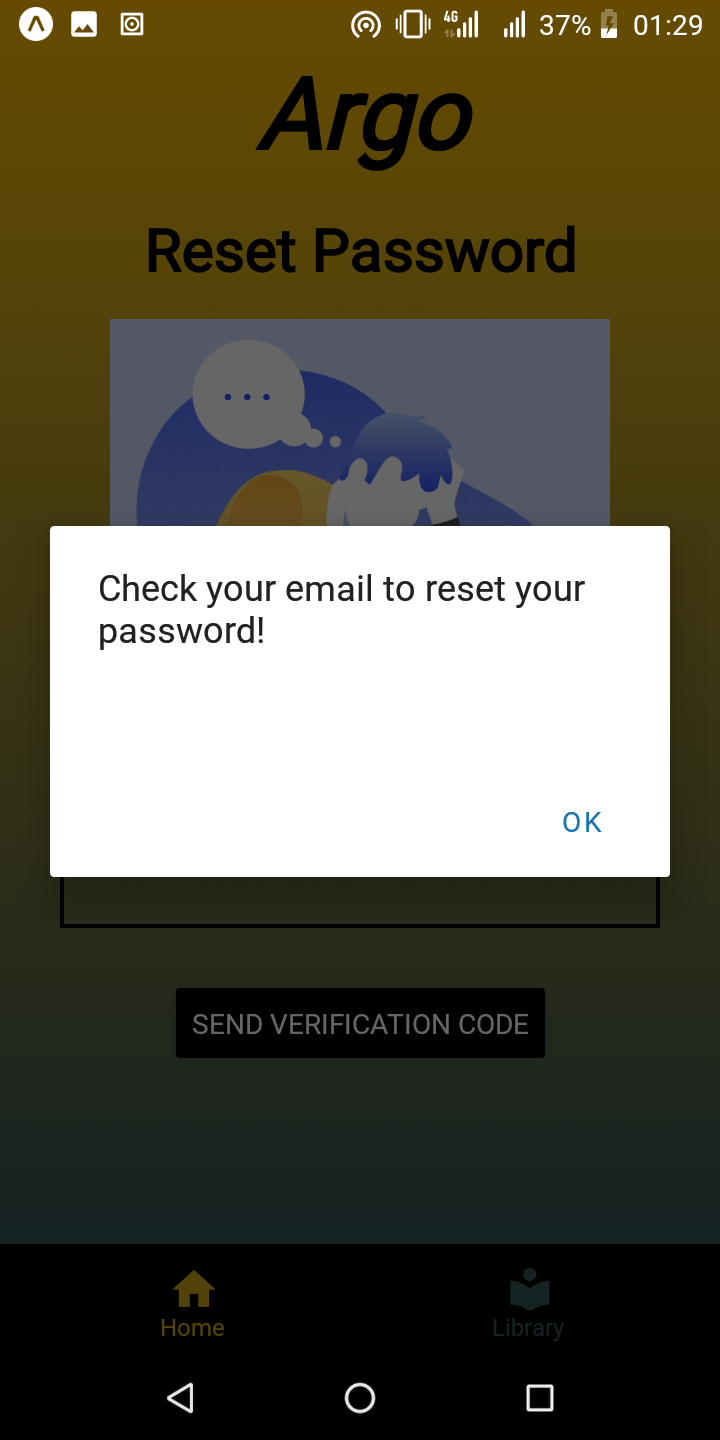 4G 37% 01:29
Argo
Reset Password
Check your email to reset your
password!
OK
SEND VERIFICATION CODE
Home Library